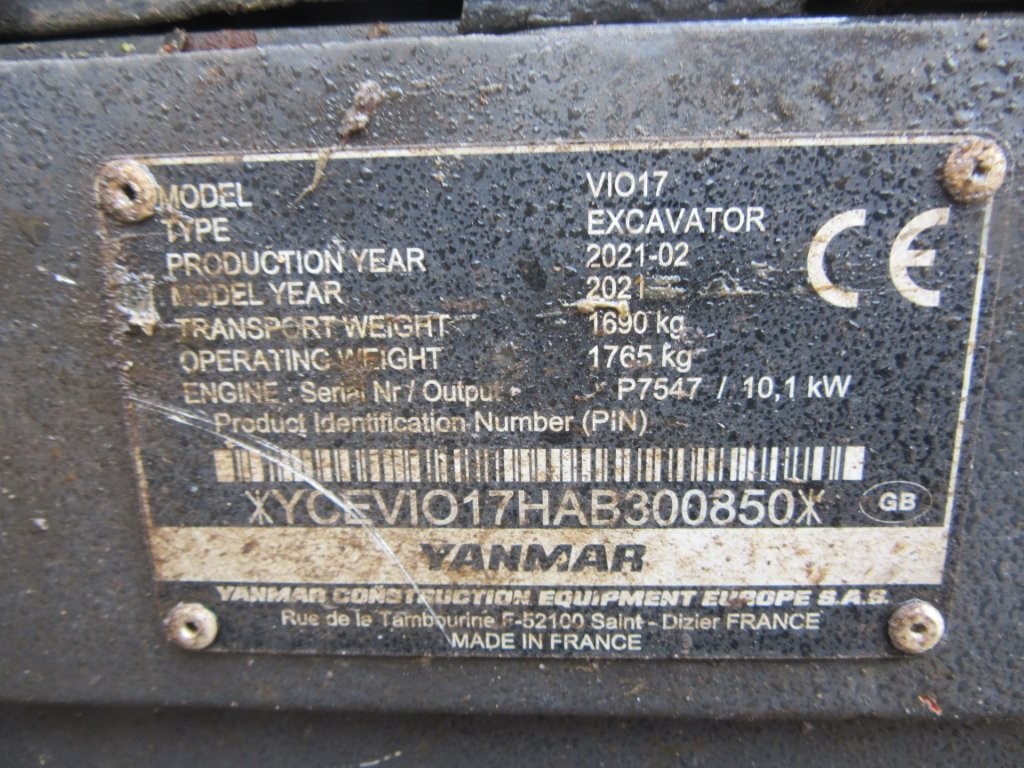 MODEL VIO17
TYPE EXCAVATOR
PRODUCTION YEAR 2021-02
MODEL YEAR 2021
TRANSPORT WEIGHT 1690 kg
OPERATING WEIGHT 1765 kg
ENGINE : Serial Nr / Output P7547 / 10,1 kW
Product Identification Number (PIN)
*YCEVIO17HAB300850*
CE
GB
YANMAR
YANMAR CONSTRUCTION EQUIPMENT EUROPE S.A.S.
Rue de la Tambourine F-52100 Saint - Dizier FRANCE
MADE IN FRANCE